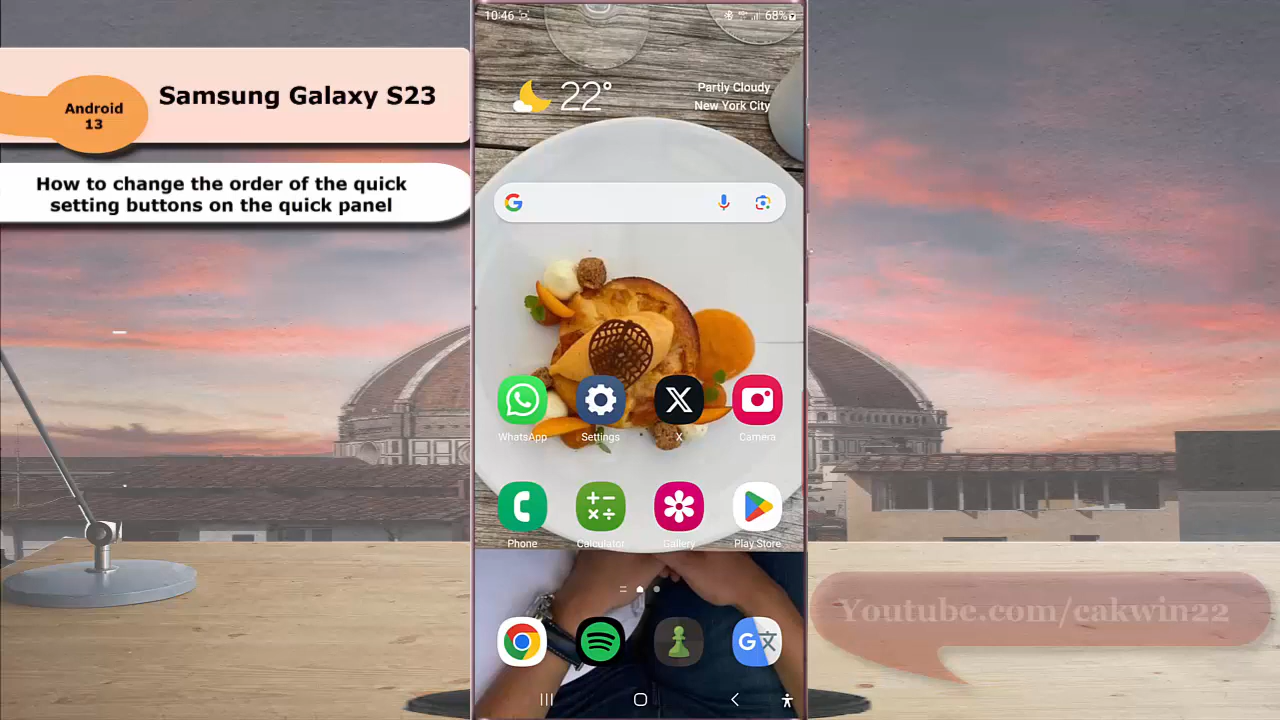 10:46
68%
Samsung Galaxy S23
Android
13
How to change the order of the quick
setting buttons on the quick panel
22°
Partly Cloudy
New York City
WhatsApp
Settings
X
Camera
Phone
Calculator
Gallery
Play Store
Youtube.com/cakwin22